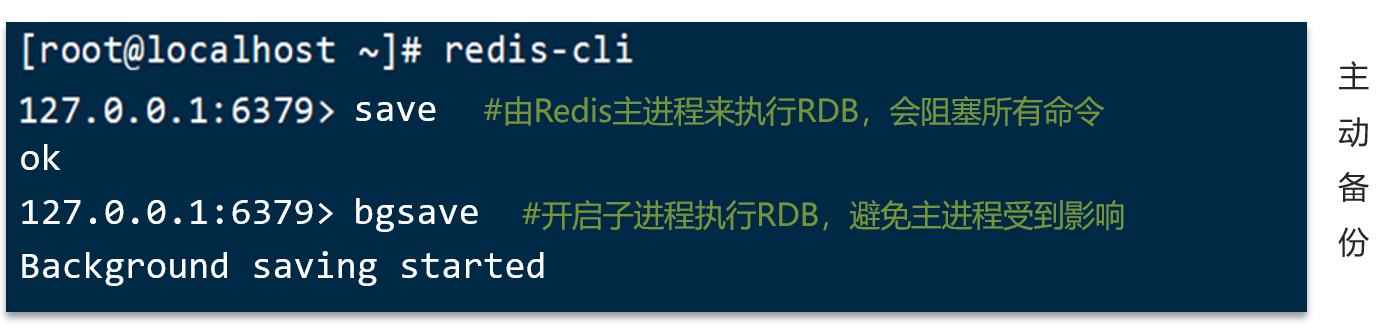 [root@localhost ~]# redis-cli
127.0.0.1:6379> save #由Redis主进程来执行RDB，会阻塞所有命令
ok
127.0.0.1:6379> bgsave #开启子进程执行RDB，避免主进程受到影响
Background saving started
主动备份